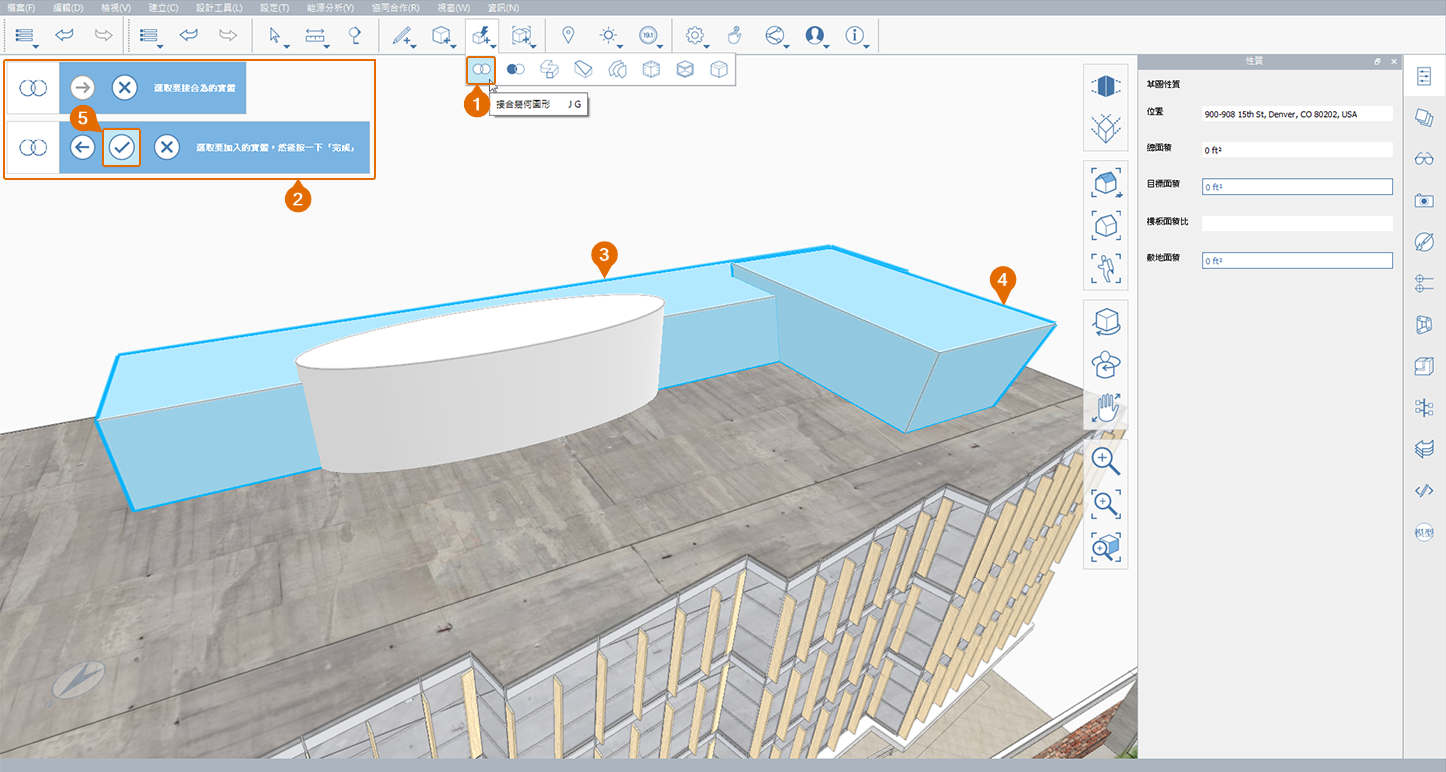 檔案(F) 編輯(D) 檢視(V) 建立(C) 設計工具(L) 設定(T) 能源分析(Y) 協同合作(R) 視窗(W) 資訊(N)
19.1
選取要接合為的實體
5
選取要加入的實體，然後按一下「完成」
2
1
接合幾何圖形 J G
3
4
性質
草圖性質
位置 900-908 15th St, Denver, CO 80202, USA
總面積 0 ft²
目標面積 0 ft²
樓板面積比
敷地面積 0 ft²
模型